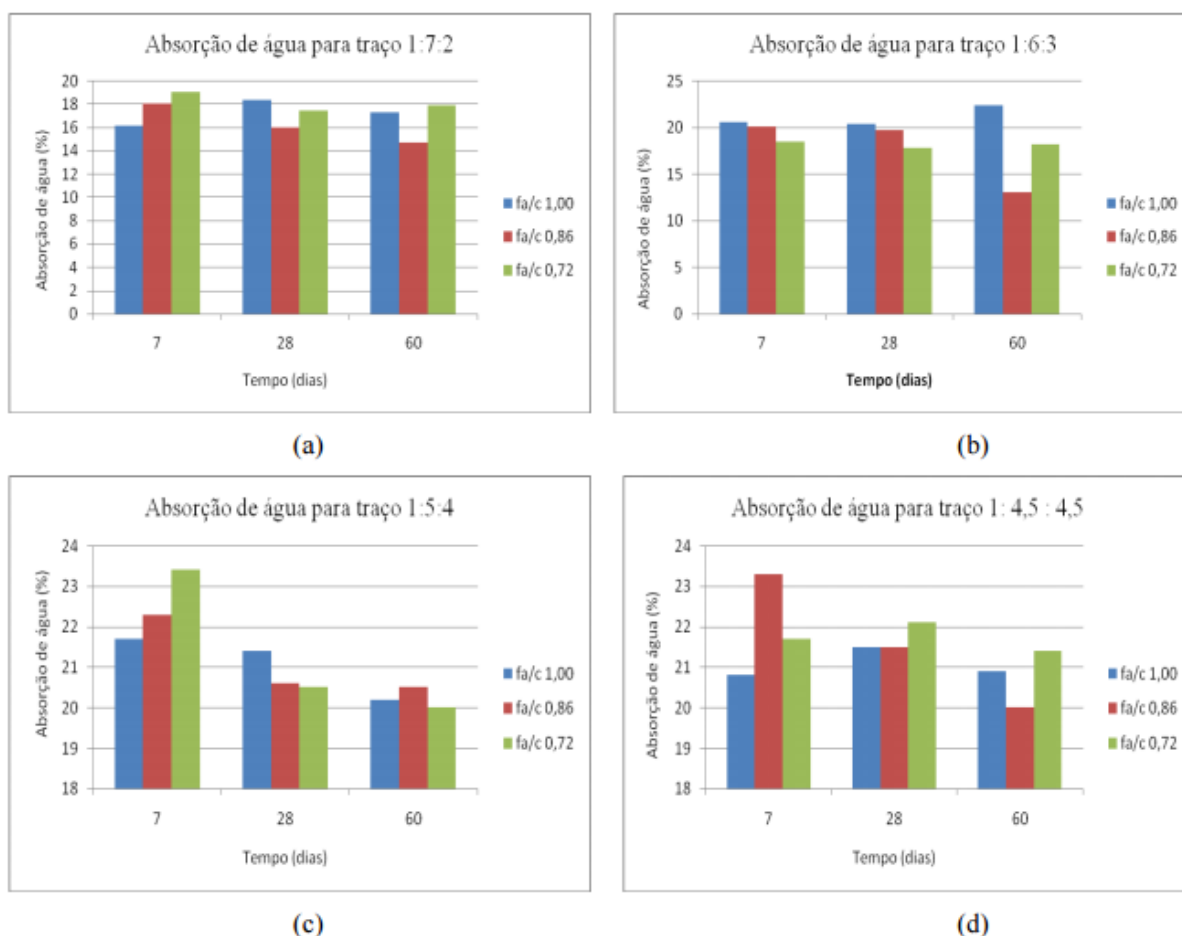 Absorção de água para traço 1:7:2
Absorção de água (%)
20
18
16
14
12
10
8
6
4
2
0
7 28 60
Tempo (dias)
fa/c 1,00
fa/c 0,86
fa/c 0,72
(a)
Absorção de água para traço 1:6:3
Absorção de água (%)
25
20
15
10
5
0
7 28 60
Tempo (dias)
fa/c 1,00
fa/c 0,86
fa/c 0,72
(b)
Absorção de água para traço 1:5:4
Absorção de água (%)
24
23
22
21
20
19
18
7 28 60
Tempo (dias)
fa/c 1,00
fa/c 0,86
fa/c 0,72
(c)
Absorção de água para traço 1: 4,5 : 4,5
Absorção de água (%)
24
23
22
21
20
19
18
7 28 60
Tempo (dias)
fa/c 1,00
fa/c 0,86
fa/c 0,72
(d)